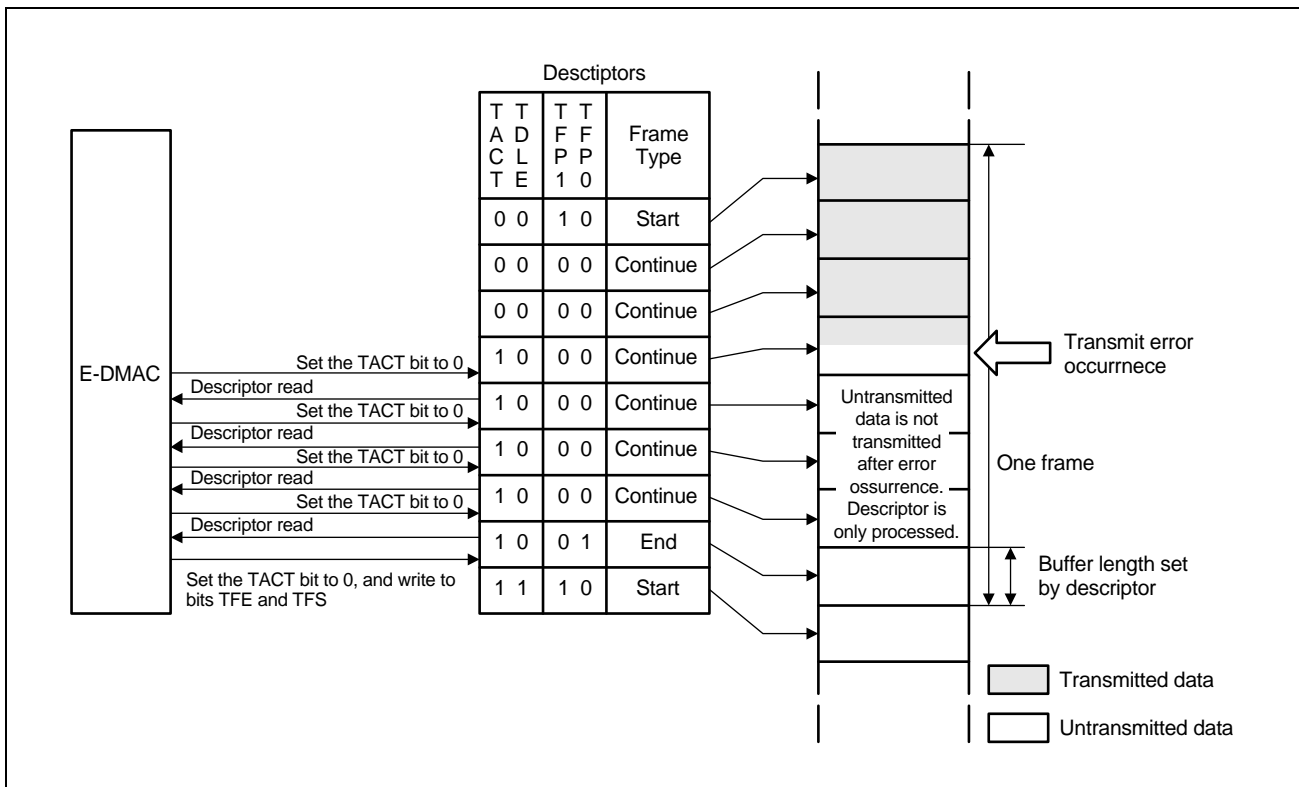 Desctiptors
TACT TDLE TFP1 TFP0 Frame Type
0 0 1 0 Start
0 0 0 0 Continue
0 0 0 0 Continue
1 0 0 0 Continue
1 0 0 0 Continue
1 0 0 0 Continue
1 0 0 0 Continue
1 0 0 1 End
1 1 1 0 Start
E-DMAC
Set the TACT bit to 0
Descriptor read
Set the TACT bit to 0
Descriptor read
Set the TACT bit to 0
Descriptor read
Set the TACT bit to 0
Descriptor read
Set the TACT bit to 0, and write to
bits TFE and TFS
Untransmitted
data is not
transmitted
after error
ossurrence.
Descriptor is
only processed.
Transmit error
occurrnece
One frame
Buffer length set
by descriptor
Transmitted data
Untransmitted data